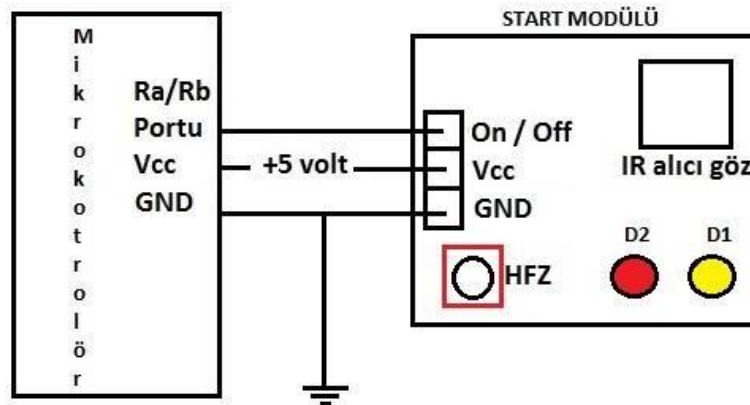 START MODÜLÜ
Mikrokotrolör
Ra/Rb
Portu
Vcc
GND
+5 volt
On / Off
Vcc
GND
IR alıcı göz
HFZ
D2
D1